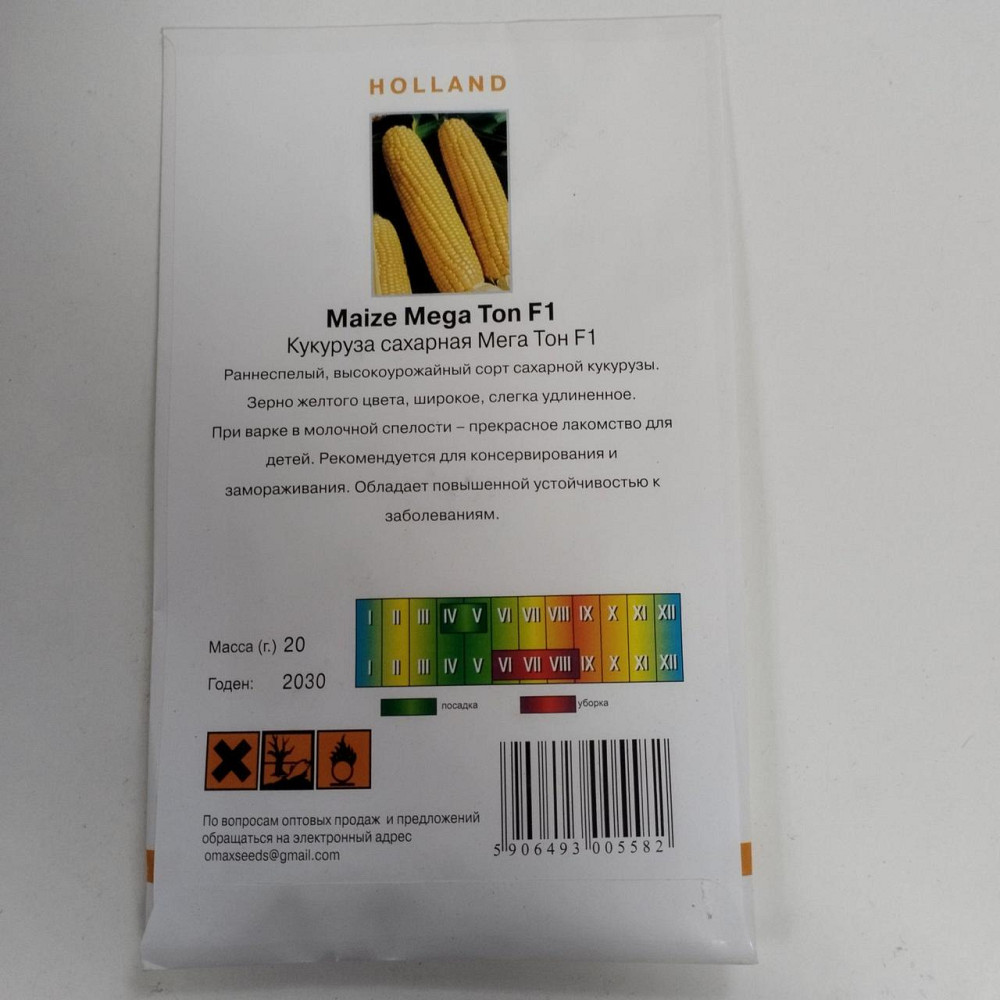 HOLLAND
Maize Mega Ton F1
Кукуруза сахарная Мега Тон F1
Раннеспелый, высокоурожайный сорт сахарной кукурузы.
Зерно желтого цвета, широкое, слегка удлиненное.
При варке в молочной спелости – прекрасное лакомство для
детей. Рекомендуется для консервирования и
замораживания. Обладает повышенной устойчивостью к
заболеваниям.
I II III IV V VI VII VIII IX X XI XII
Масса (г.) 20
I II III IV V VI VII VIII IX X XI XII
Годен: 2030
посадка уборка
По вопросам оптовых продаж и предложений
обращаться на электронный адрес
omaxseeds@gmail.com
5 906493 005582